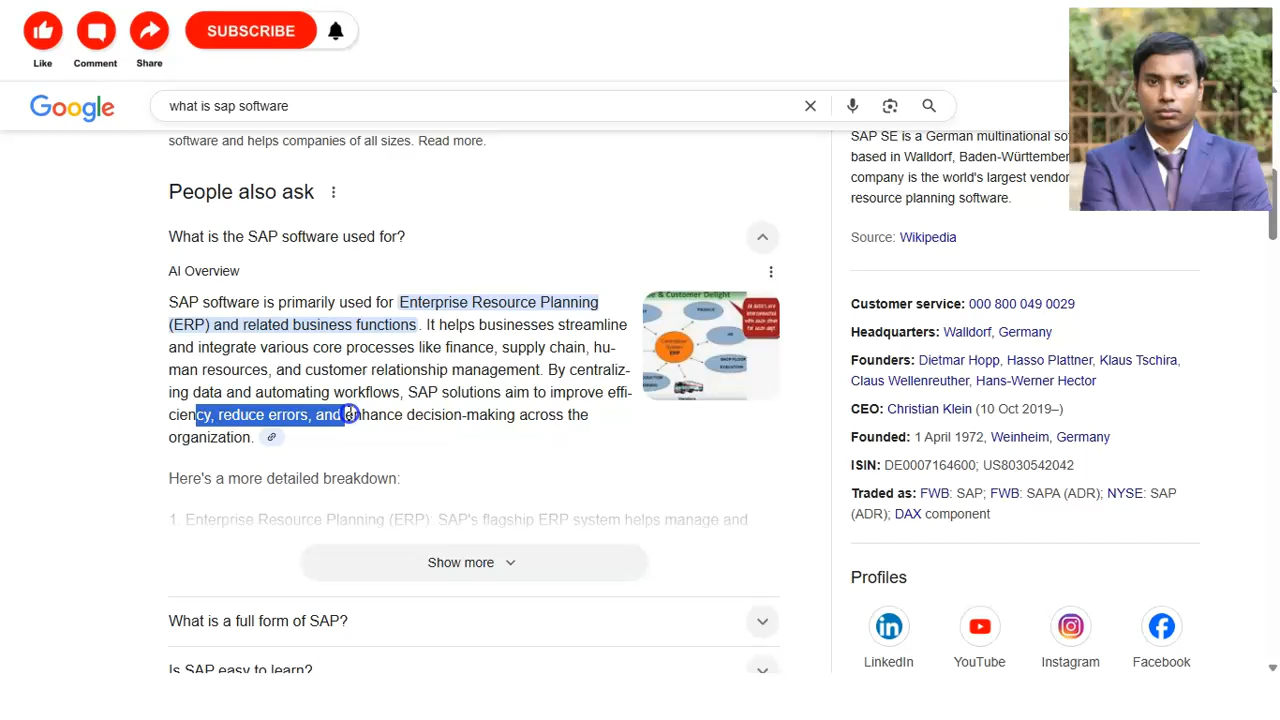 SUBSCRIBE
Like
Comment
Share
Google
what is sap software
software and helps companies of all sizes. Read more.
People also ask
What is the SAP software used for?
AI Overview
SAP software is primarily used for Enterprise Resource Planning
(ERP) and related business functions. It helps businesses streamline
and integrate various core processes like finance, supply chain, hu-
man resources, and customer relationship management. By centraliz-
ing data and automating workflows, SAP solutions aim to improve effi-
ciency, reduce errors, and enhance decision-making across the
organization.
Here's a more detailed breakdown:
1. Enterprise Resource Planning (ERP): SAP's flagship ERP system helps manage and
Show more
What is a full form of SAP?
Is SAP easy to learn?
& Customer Delight
FINANCE
ERP
SHOP FLOOR
EXECUTION
SAP SE is a German multinational so
based in Walldorf, Baden-Württember
company is the world's largest vendor
resource planning software.
Source: Wikipedia
Customer service: 000 800 049 0029
Headquarters: Walldorf, Germany
Founders: Dietmar Hopp, Hasso Plattner, Klaus Tschira,
Claus Wellenreuther, Hans-Werner Hector
CEO: Christian Klein (10 Oct 2019–)
Founded: 1 April 1972, Weinheim, Germany
ISIN: DE0007164600; US8030542042
Traded as: FWB: SAP; FWB: SAPA (ADR); NYSE: SAP
(ADR); DAX component
Profiles
LinkedIn
YouTube
Instagram
Facebook